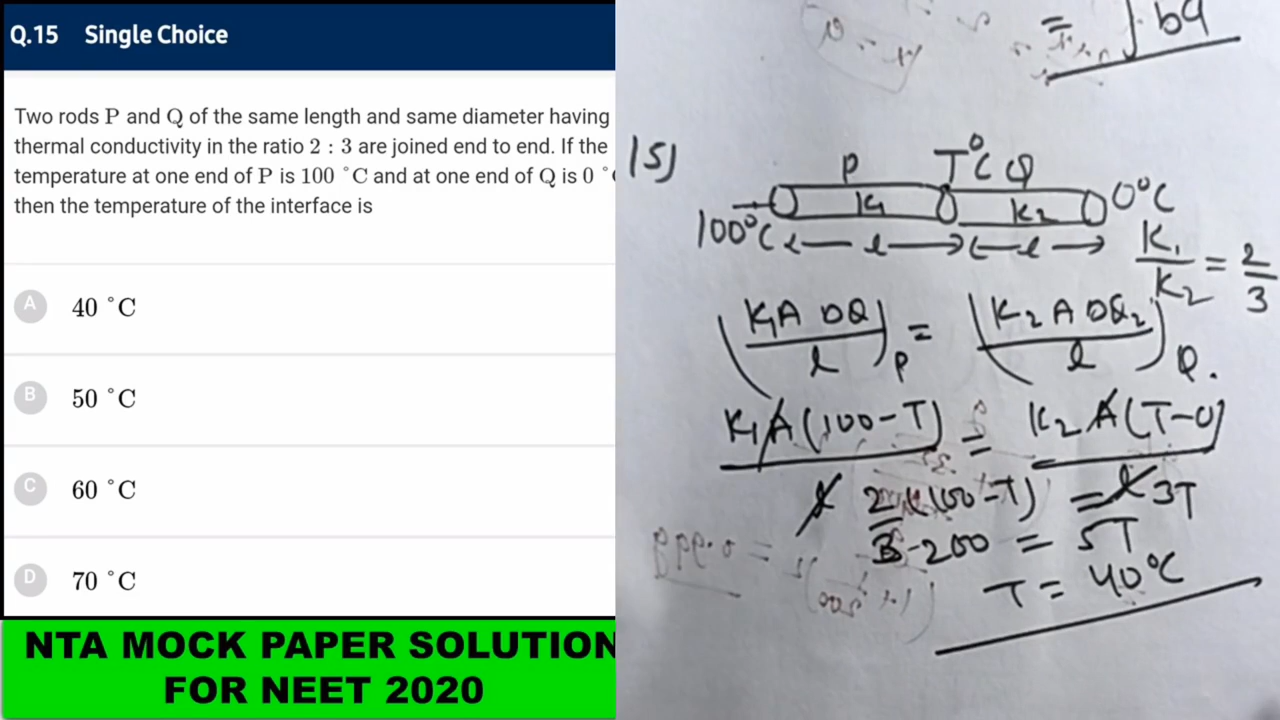 Q.15 Single Choice
Two rods P and Q of the same length and same diameter having
thermal conductivity in the ratio 2 : 3 are joined end to end. If the
temperature at one end of P is 100 °C and at one end of Q is 0 °
then the temperature of the interface is
A 40 °C
B 50 °C
C 60 °C
D 70 °C
NTA MOCK PAPER SOLUTION
FOR NEET 2020
= √69
15)
P T°C Q
K1 K2 0°C
100°C ← l → ← l →
K1/K2 = 2/3
(K1A ΔQ/l)P = (K2 A ΔQ2/l)Q.
K1A(100-T)/l = K2 A(T-0)/l
2(100-T) = 3T
200 = 5T
T = 40°C